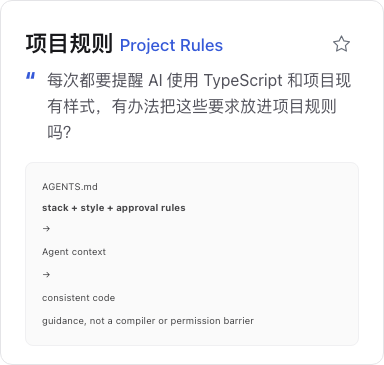 项目规则 Project Rules
“ 每次都要提醒 AI 使用 TypeScript 和项目现
有样式，有办法把这些要求放进项目规则
吗?
AGENTS.md
stack + style + approval rules
→
Agent context
→
consistent code
guidance, not a compiler or permission barrier